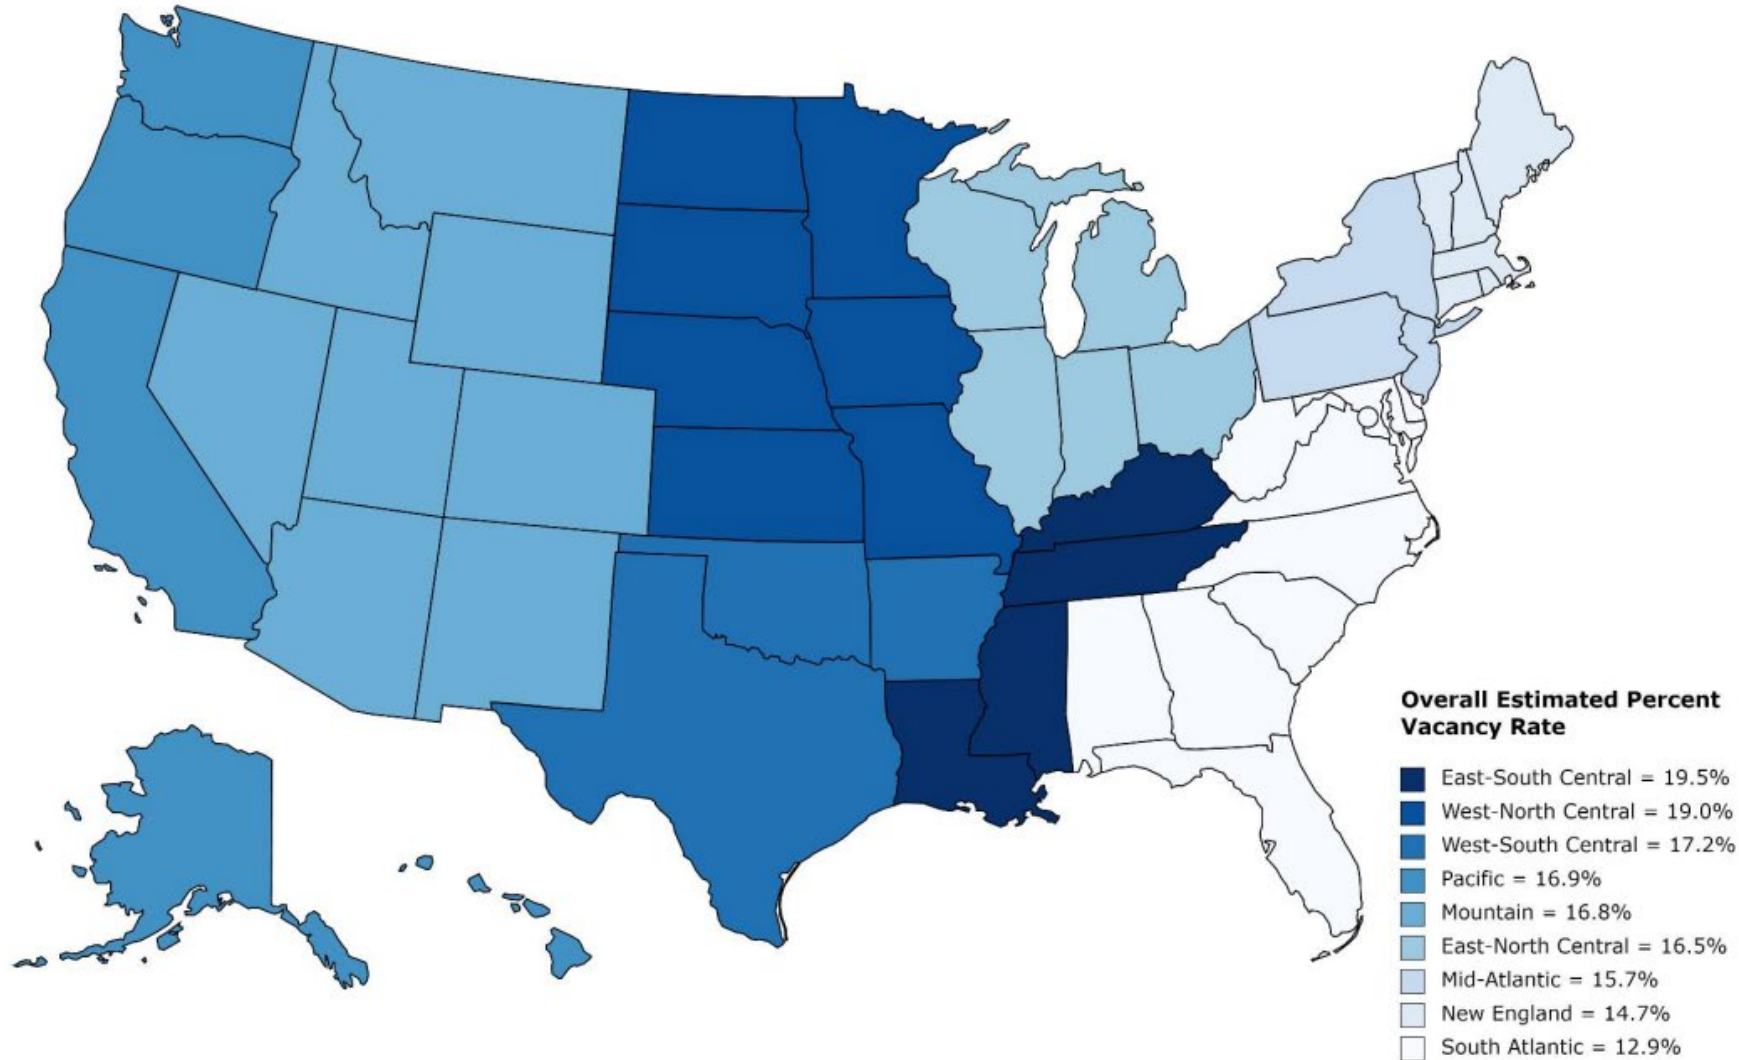 Overall Estimated Percent
Vacancy Rate
East-South Central = 19.5%
West-North Central = 19.0%
West-South Central = 17.2%
Pacific = 16.9%
Mountain = 16.8%
East-North Central = 16.5%
Mid-Atlantic = 15.7%
New England = 14.7%
South Atlantic = 12.9%